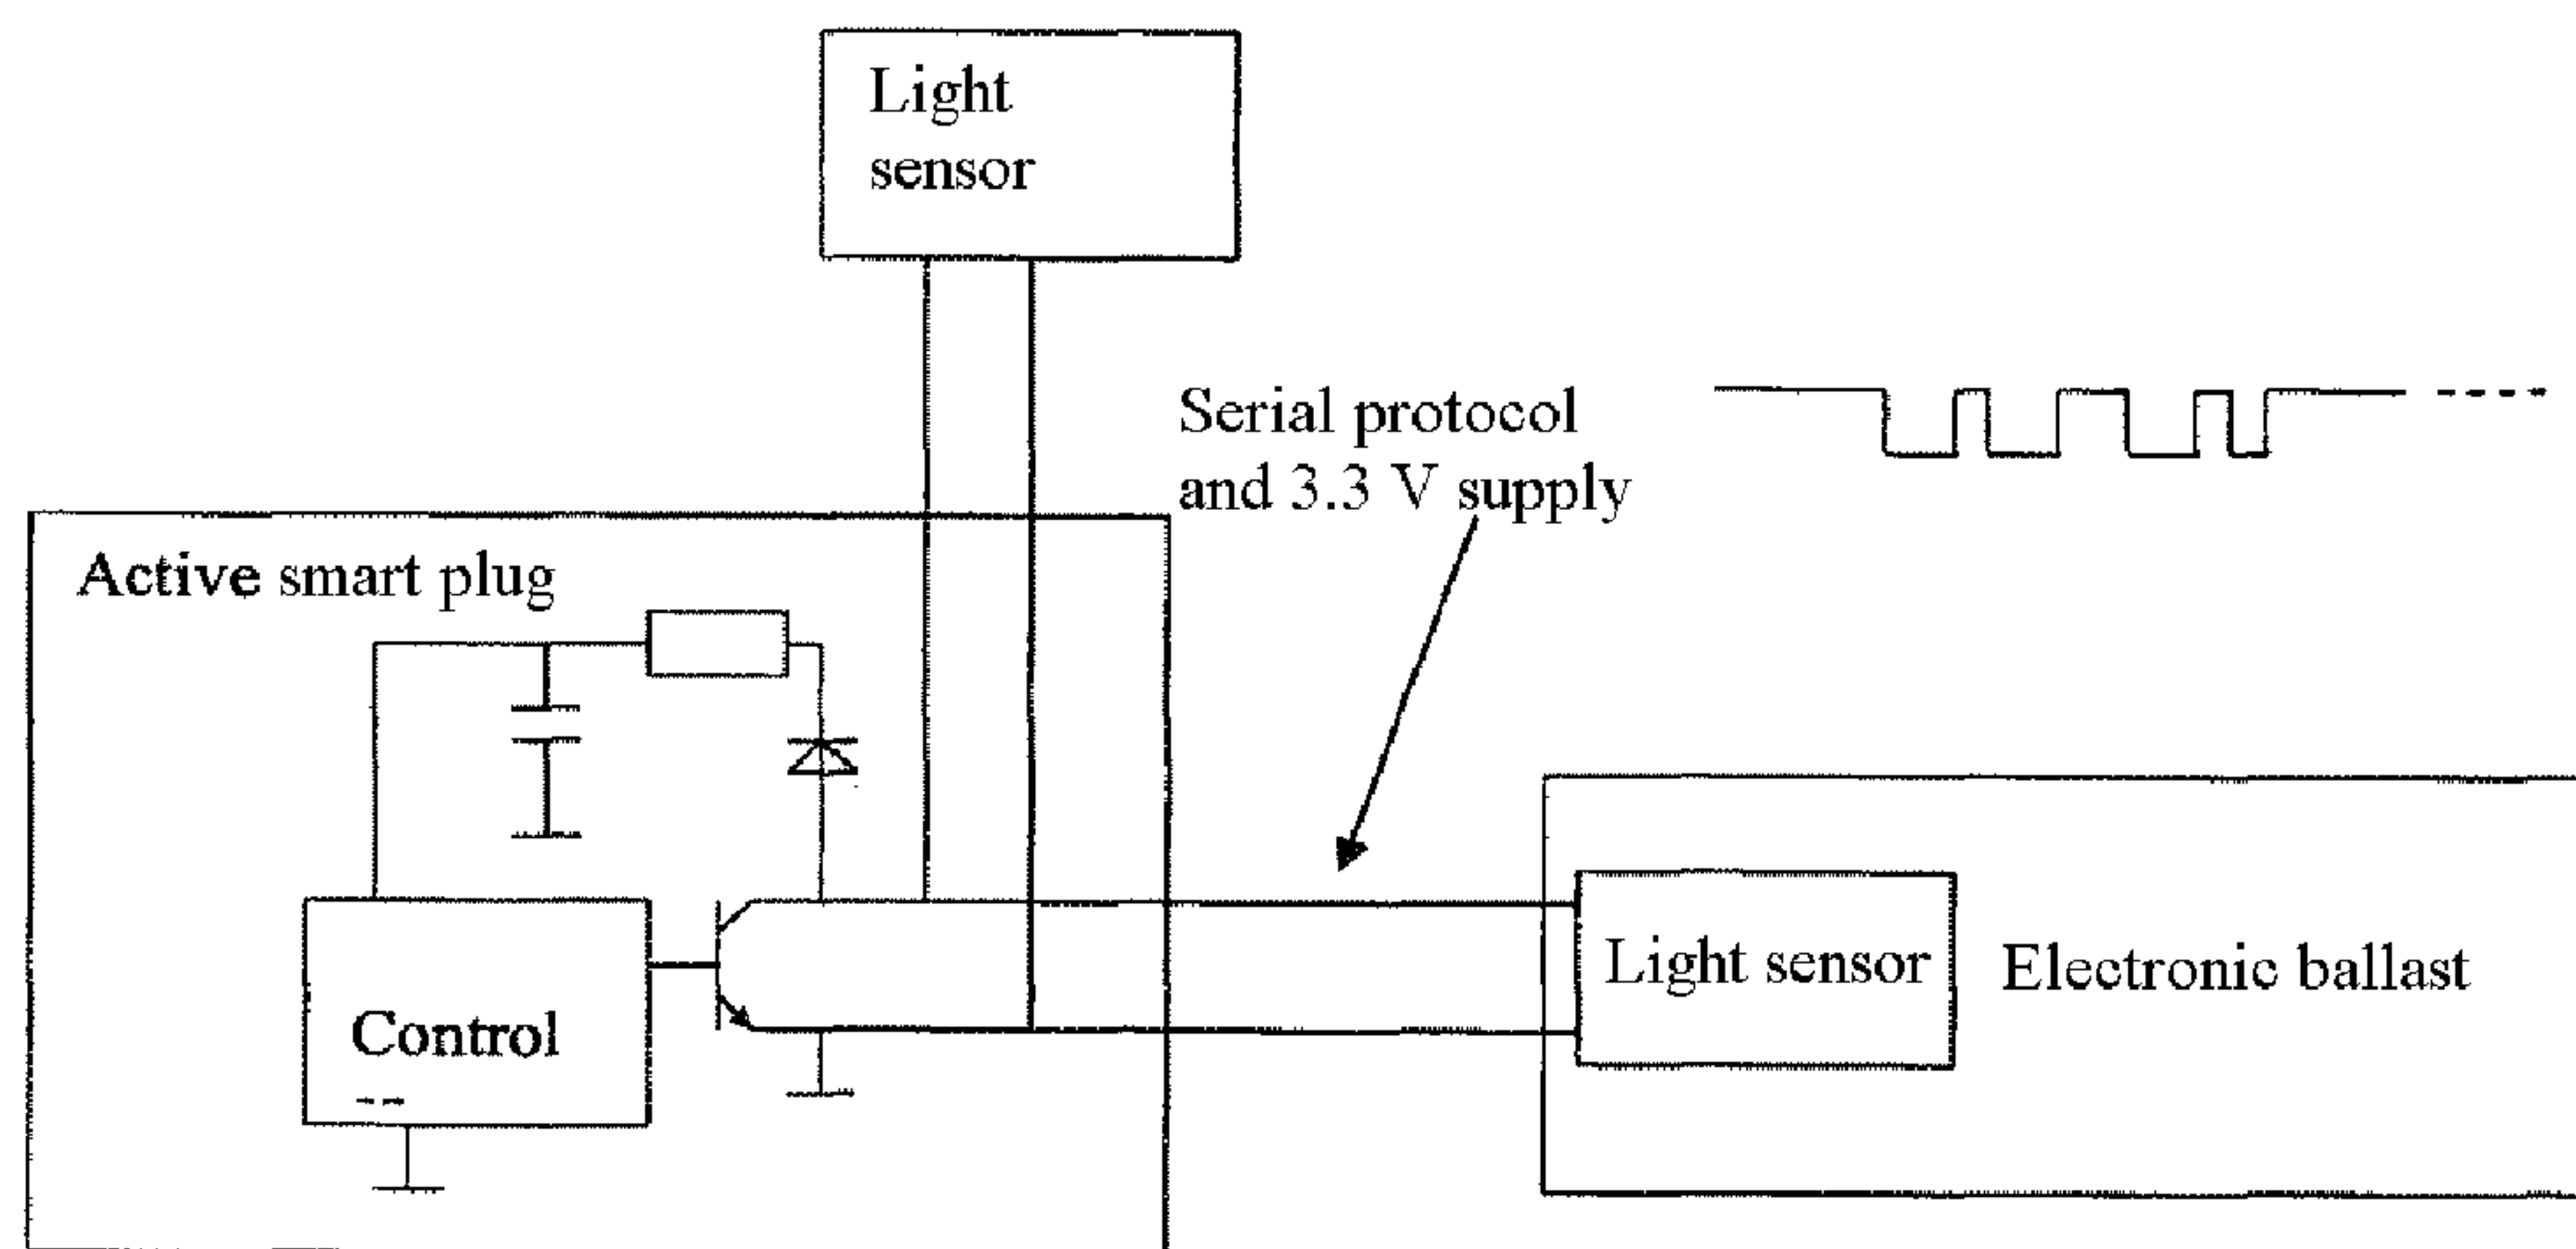 Light
sensor
Serial protocol
and 3.3 V supply
Active smart plug
Control
Light sensor
Electronic ballast